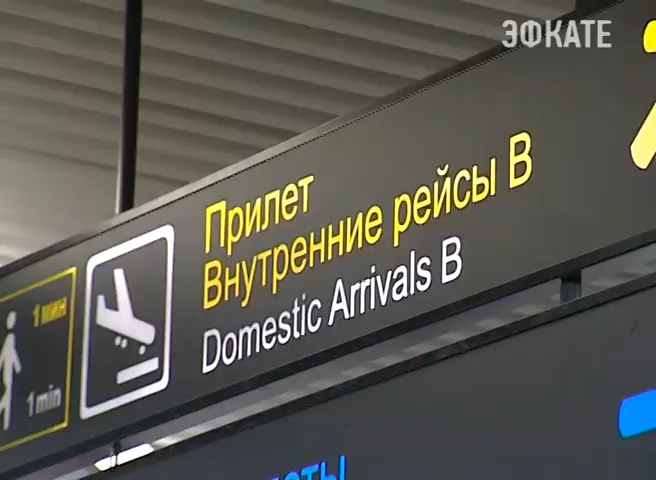 ЭФКАТЕ
Прилет
Внутренние рейсы B
Domestic Arrivals B
1 мин
1 min